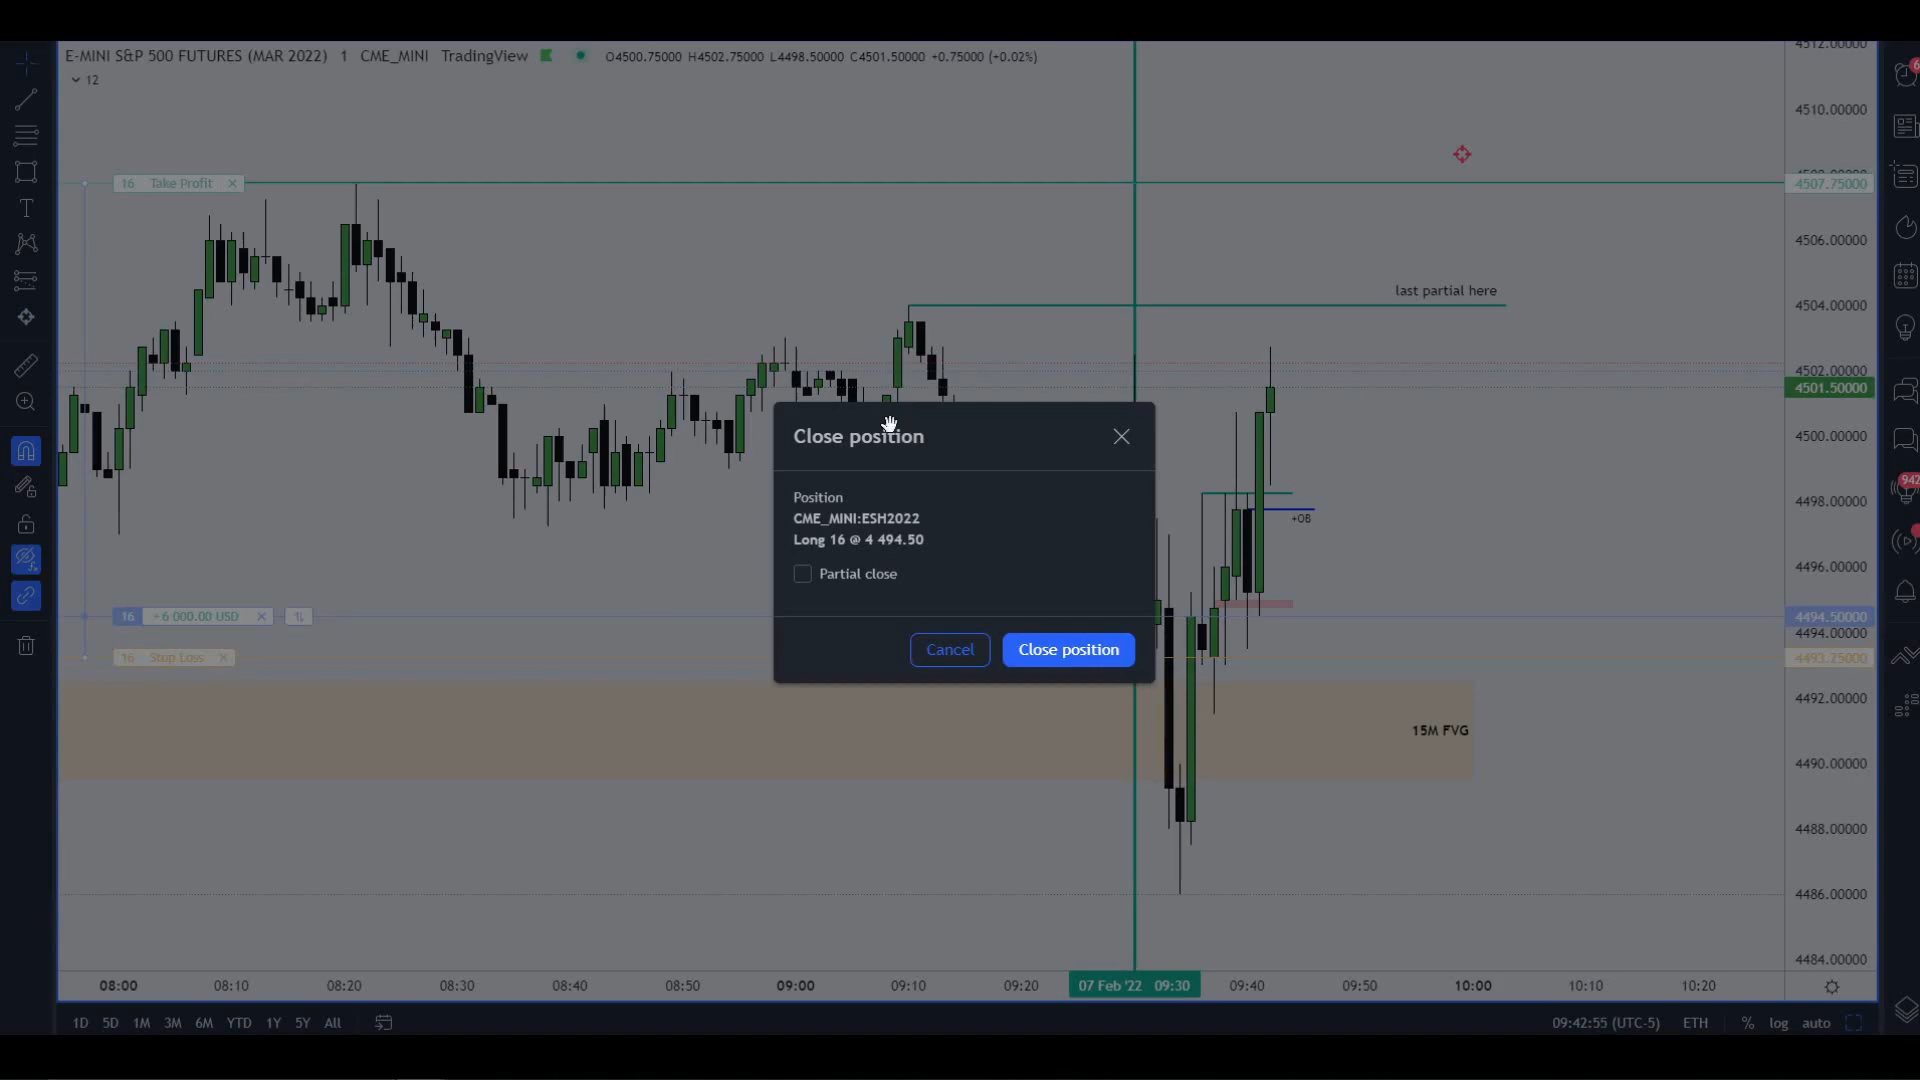 E-MINI S&P 500 FUTURES (MAR 2022) 1 CME_MINI TradingView O4500.75000 H4502.75000 L4498.50000 C4501.50000 +0.75000 (+0.02%)
12
4512.00000
4510.00000
16 Take Profit
4507.75000
4506.00000
last partial here
4504.00000
4502.00000
4501.50000
4500.00000
4498.00000
+OB
4496.00000
Close position
Position
CME_MINI:ESH2022
Long 16 @ 4 494.50
Partial close
Cancel
Close position
16 +6 000.00 USD
4494.50000
4494.00000
16 Stop Loss
4493.25000
4492.00000
15M FVG
4490.00000
4488.00000
4486.00000
4484.00000
08:00 08:10 08:20 08:30 08:40 08:50 09:00 09:10 09:20 07 Feb '22 09:30 09:40 09:50 10:00 10:10 10:20
1D 5D 1M 3M 6M YTD 1Y 5Y All
09:42:55 (UTC-5) ETH % log auto
6
942